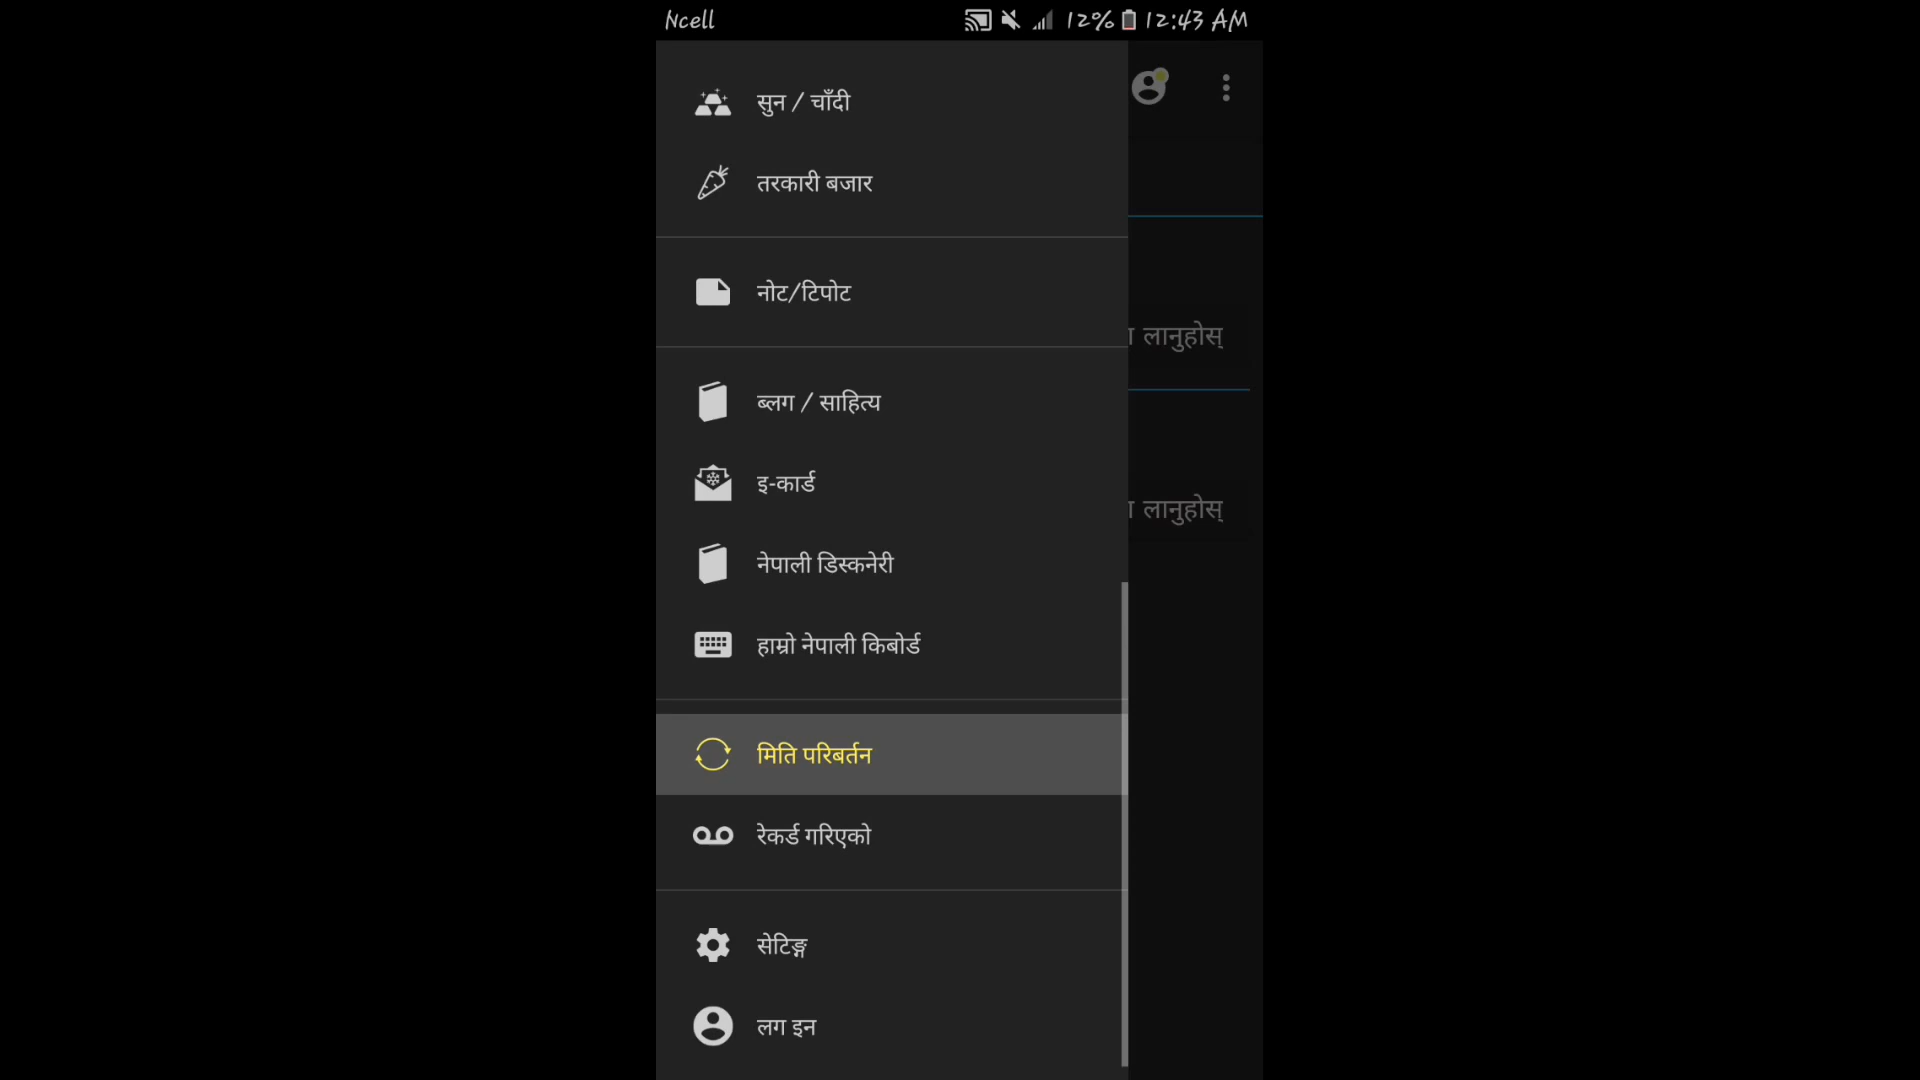 Ncell 12% 12:43 AM
सुन / चाँदी
तरकारी बजार
नोट/टिपोट
लानुहोस्
ब्लग / साहित्य
इ-कार्ड
लानुहोस्
नेपाली डिस्कनेरी
हाम्रो नेपाली किबोर्ड
मिति परिबर्तन
रेकर्ड गरिएको
सेटिङ्ग
लग इन